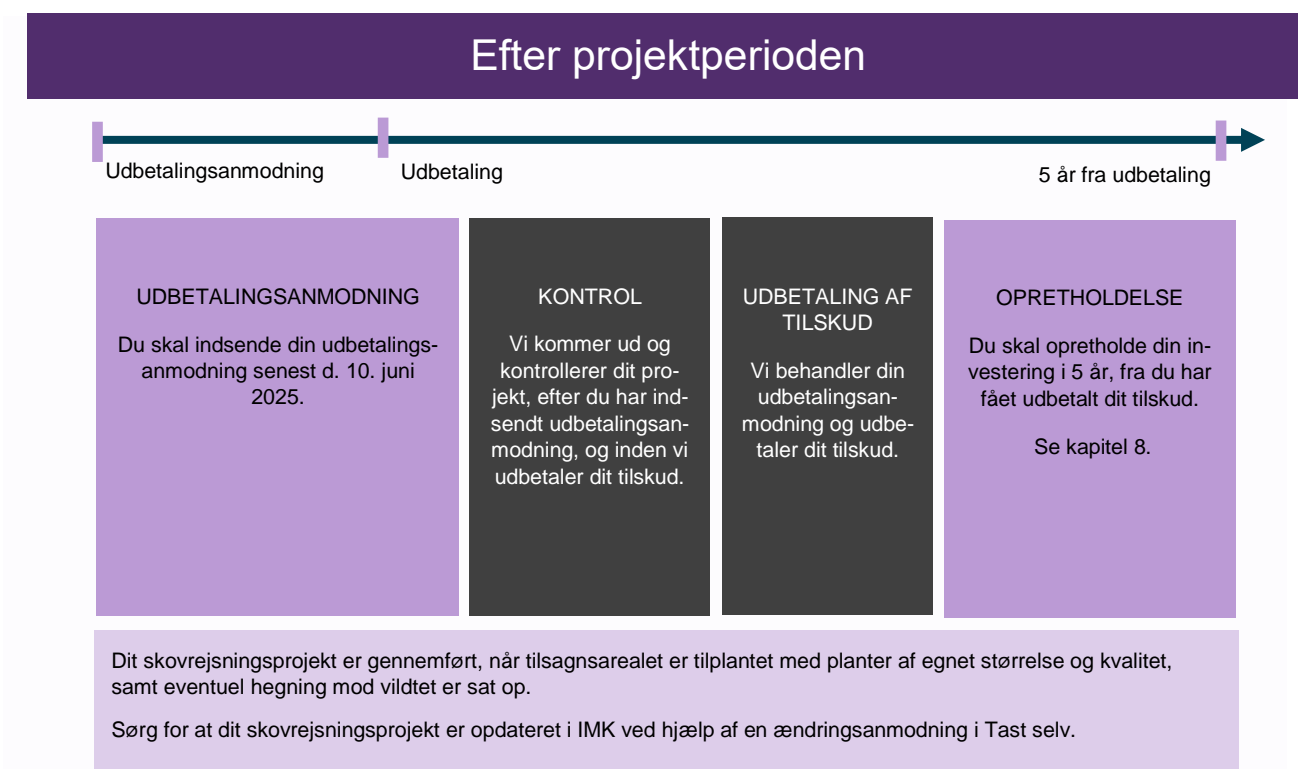 Efter projektperioden
Udbetalingsanmodning
Udbetaling
5 år fra udbetaling
UDBETALINGSANMODNING
Du skal indsende din udbetalings-
anmodning senest d. 10. juni
2025.
KONTROL
Vi kommer ud og
kontrollerer dit pro-
jekt, efter du har ind-
sendt udbetalingsan-
modning, og inden vi
udbetaler dit tilskud.
UDBETALING AF
TILSKUD
Vi behandler din
udbetalingsan-
modning og udbe-
taler dit tilskud.
OPRETHOLDELSE
Du skal opretholde din in-
vestering i 5 år, fra du har
fået udbetalt dit tilskud.
Se kapitel 8.
Dit skovrejsningsprojekt er gennemført, når tilsagnsarealet er tilplantet med planter af egnet størrelse og kvalitet,
samt eventuel hegning mod vildtet er sat op.
Sørg for at dit skovrejsningsprojekt er opdateret i IMK ved hjælp af en ændringsanmodning i Tast selv.